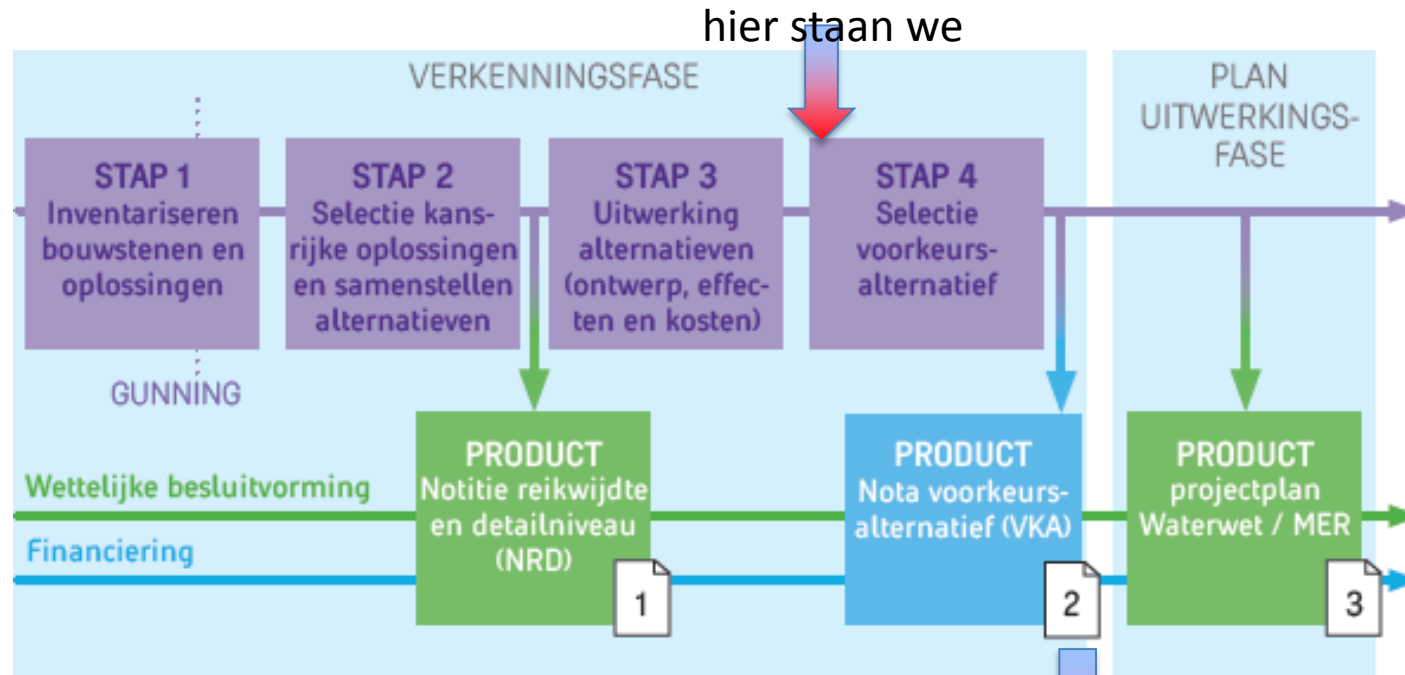 hier staan we
VERKENNINGSFASE
PLAN
UITWERKINGS-
FASE
STAP 1
Inventariseren
bouwstenen en
oplossingen
STAP 2
Selectie kans-
rijke oplossingen
en samenstellen
alternatieven
STAP 3
Uitwerking
alternatieven
(ontwerp, effec-
ten en kosten)
STAP 4
Selectie
voorkeurs-
alternatief
GUNNING
Wettelijke besluitvorming
Financiering
PRODUCT
Notitie reikwijdte
en detailniveau
(NRD)
1
PRODUCT
Nota voorkeurs-
alternatief (VKA)
2
PRODUCT
projectplan
Waterwet / MER
3